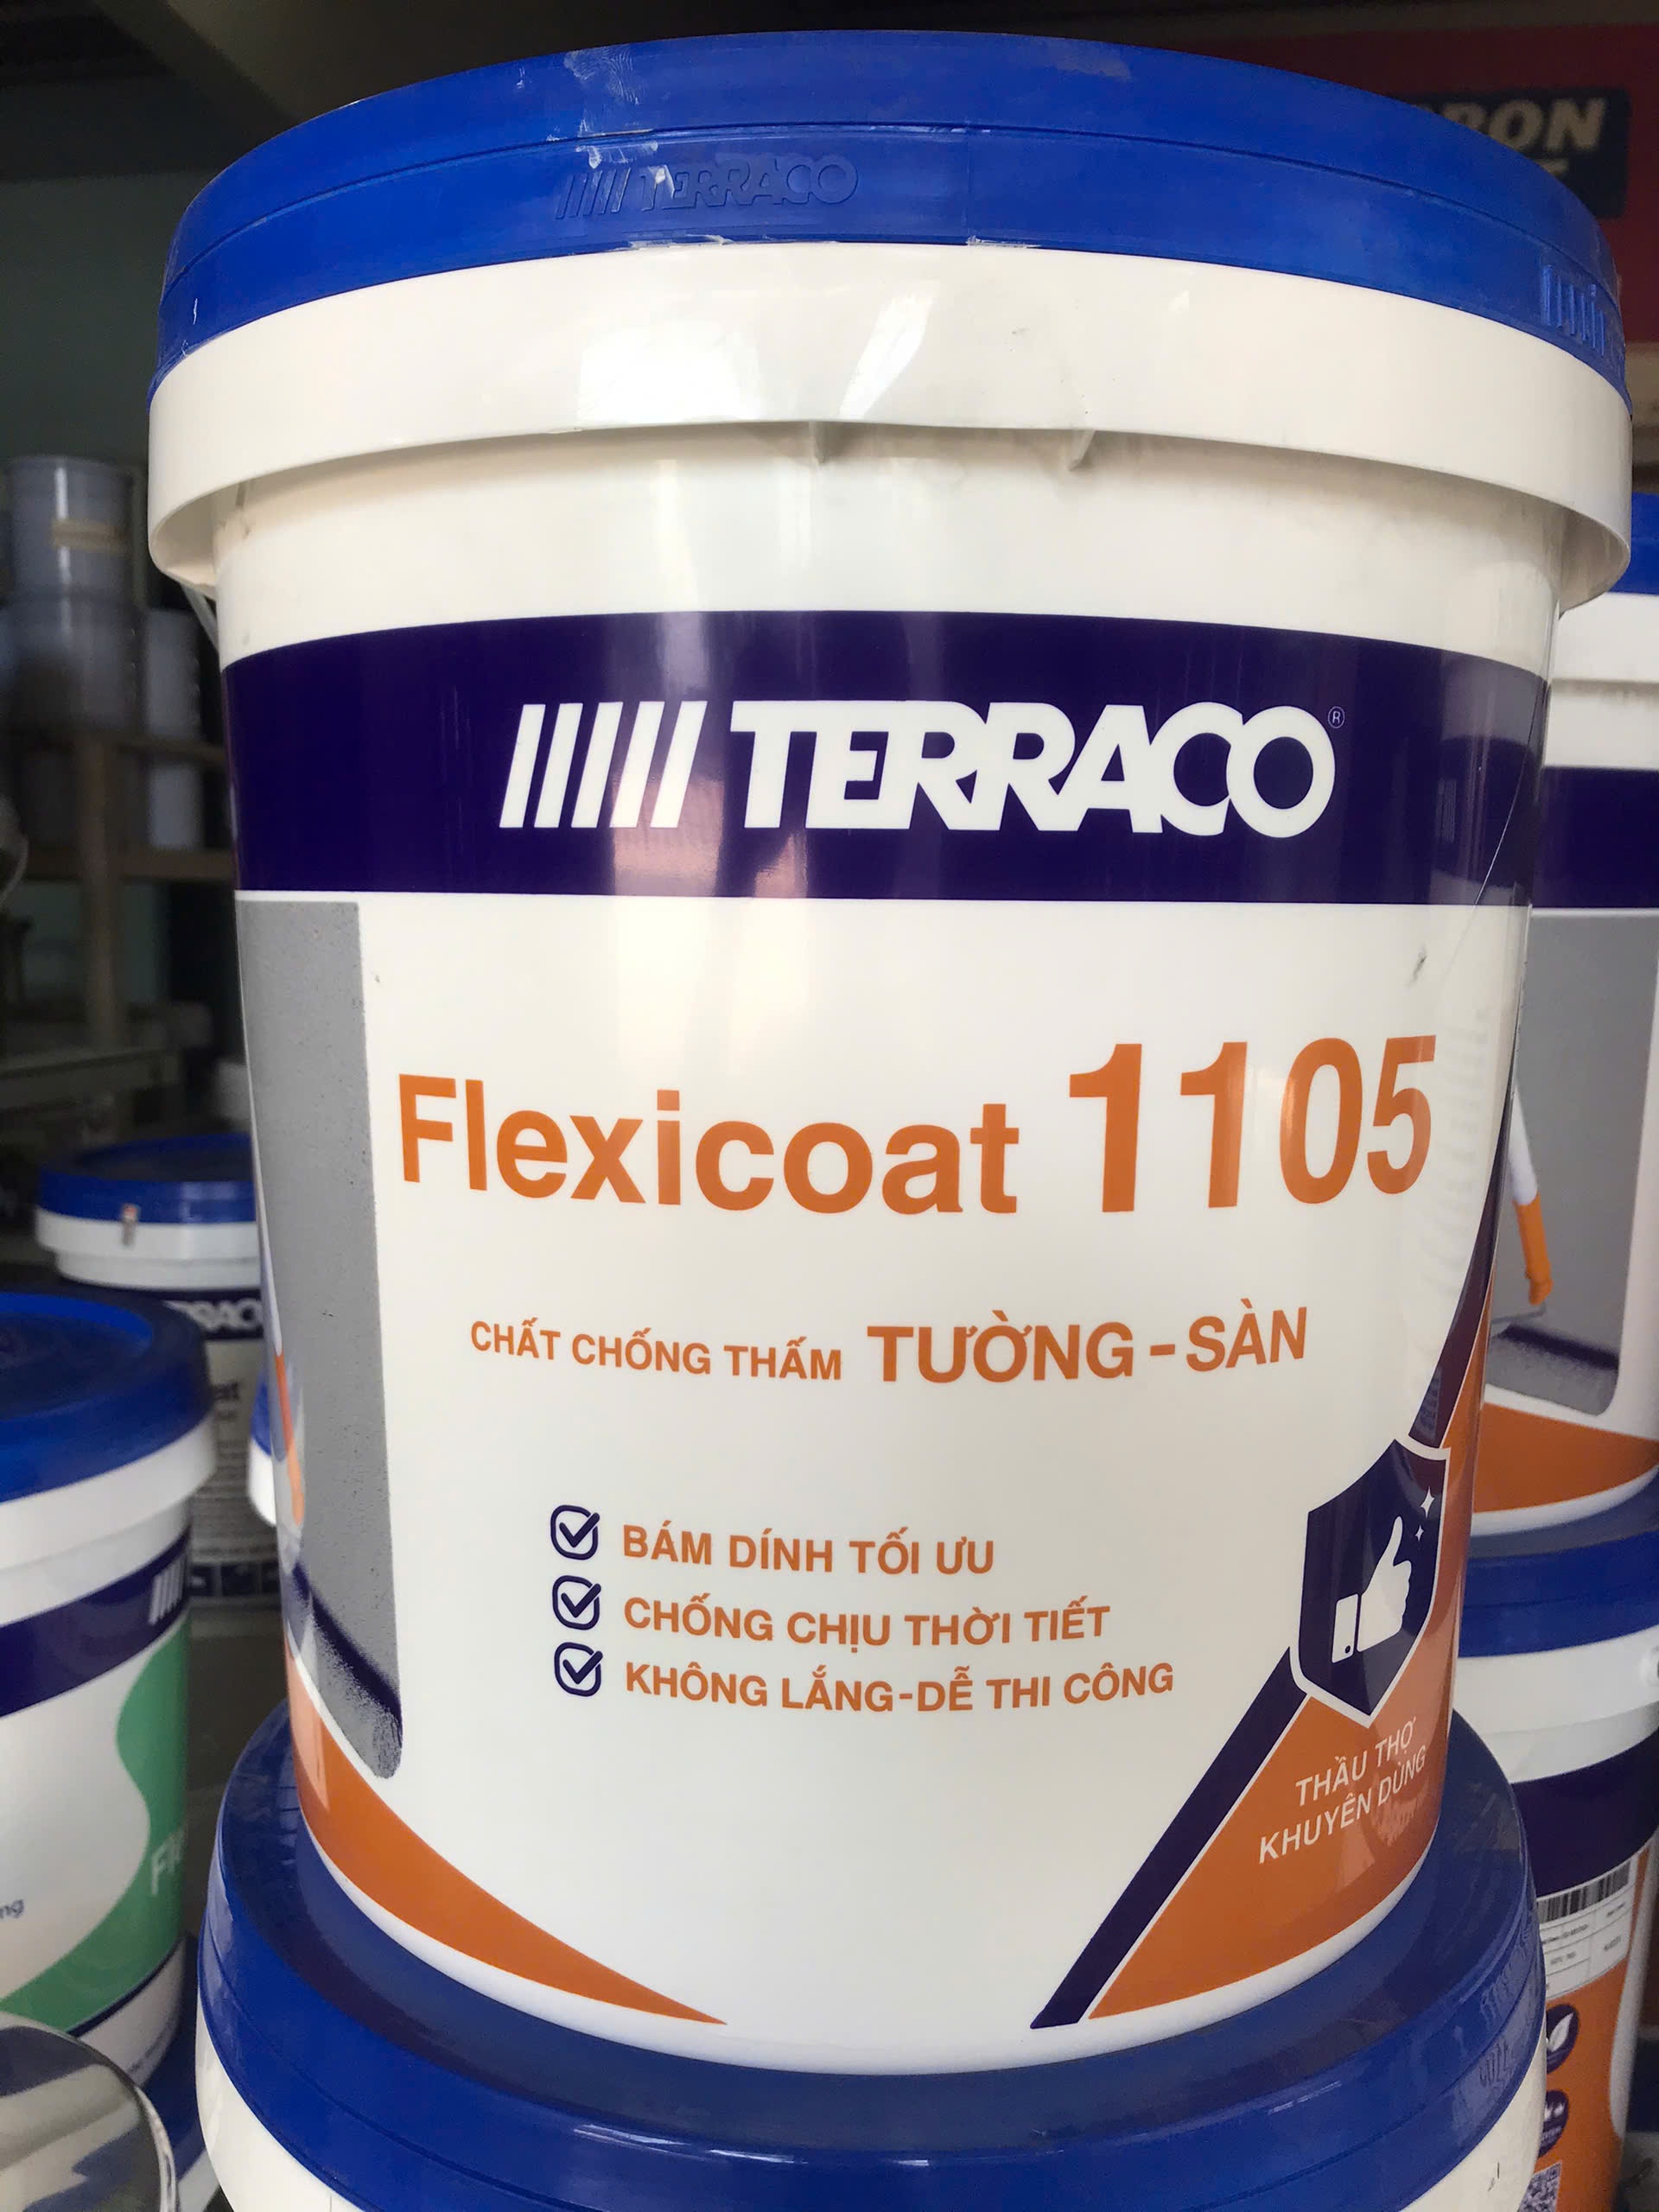 RON
TERRACO
TERRACO®
Flexicoat 1105
CHẤT CHỐNG THẤM TƯỜNG-SÀN
BÁM DÍNH TỐI ƯU
CHỐNG CHỊU THỜI TIẾT
KHÔNG LẮNG-DỄ THI CÔNG
THẦU THỢ
KHUYÊN DÙNG